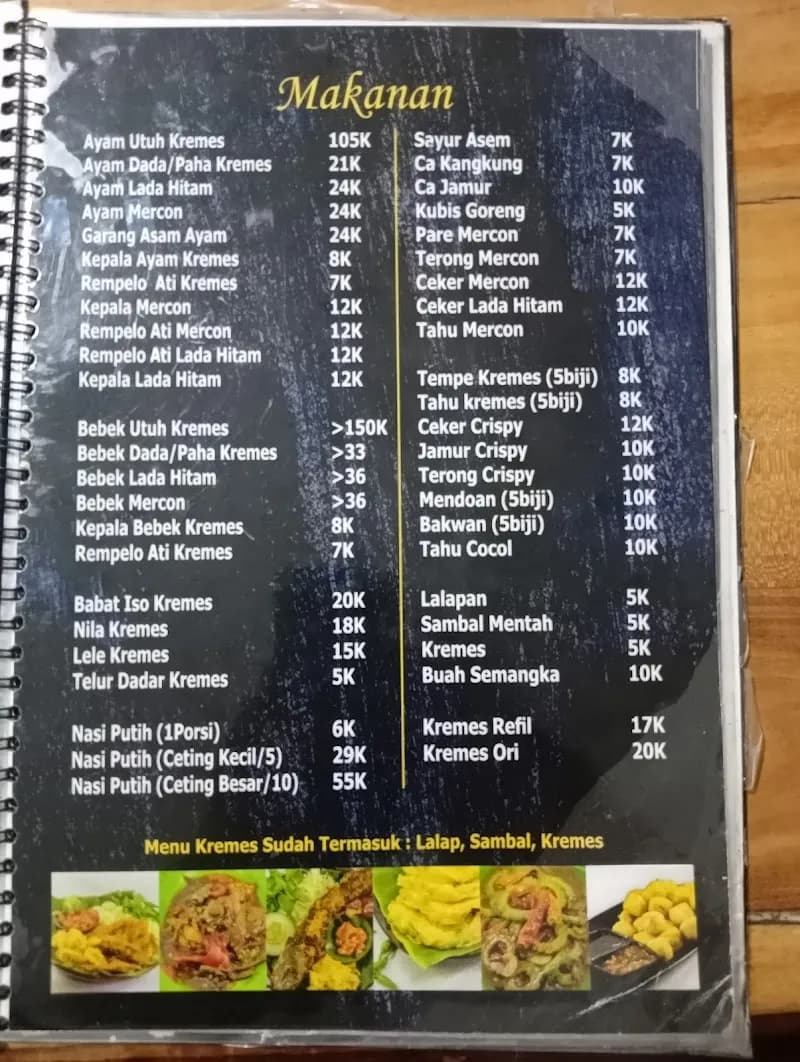 Makanan
Ayam Utuh Kremes 105K
Ayam Dada/Paha Kremes 21K
Ayam Lada Hitam 24K
Ayam Mercon 24K
Garang Asam Ayam 24K
Kepala Ayam Kremes 8K
Rempelo Ati Kremes 7K
Kepala Mercon 12K
Rempelo Ati Mercon 12K
Rempelo Ati Lada Hitam 12K
Kepala Lada Hitam 12K
Bebek Utuh Kremes >150K
Bebek Dada/Paha Kremes >33
Bebek Lada Hitam >36
Bebek Mercon >36
Kepala Bebek Kremes 8K
Rempelo Ati Kremes 7K
Babat Iso Kremes 20K
Nila Kremes 18K
Lele Kremes 15K
Telur Dadar Kremes 5K
Nasi Putih (1Porsi) 6K
Nasi Putih (Ceting Kecil/5) 29K
Nasi Putih (Ceting Besar/10) 55K
Sayur Asem 7K
Ca Kangkung 7K
Ca Jamur 10K
Kubis Goreng 5K
Pare Mercon 7K
Terong Mercon 7K
Ceker Mercon 12K
Ceker Lada Hitam 12K
Tahu Mercon 10K
Tempe Kremes (5biji) 8K
Tahu kremes (5biji) 8K
Ceker Crispy 12K
Jamur Crispy 10K
Terong Crispy 10K
Mendoan (5biji) 10K
Bakwan (5biji) 10K
Tahu Cocol 10K
Lalapan 5K
Sambal Mentah 5K
Kremes 5K
Buah Semangka 10K
Kremes Refil 17K
Kremes Ori 20K
Menu Kremes Sudah Termasuk : Lalap, Sambal, Kremes